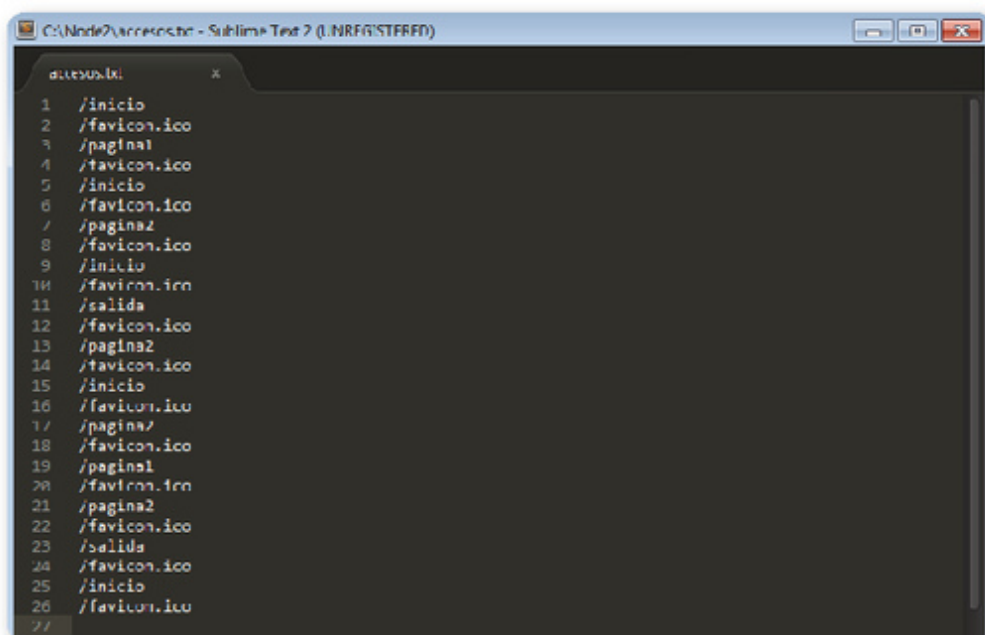 C:\Node2\accesos.txt - Sublime Text 2 (UNREGISTERED)
accesos.txt x
1 /inicio
2 /favicon.ico
3 /pagina1
4 /favicon.ico
5 /inicio
6 /favicon.ico
7 /pagina2
8 /favicon.ico
9 /inicio
10 /favicon.ico
11 /salida
12 /favicon.ico
13 /pagina2
14 /favicon.ico
15 /inicio
16 /favicon.ico
17 /pagina2
18 /favicon.ico
19 /pagina1
20 /favicon.ico
21 /pagina2
22 /favicon.ico
23 /salida
24 /favicon.ico
25 /inicio
26 /favicon.ico
27